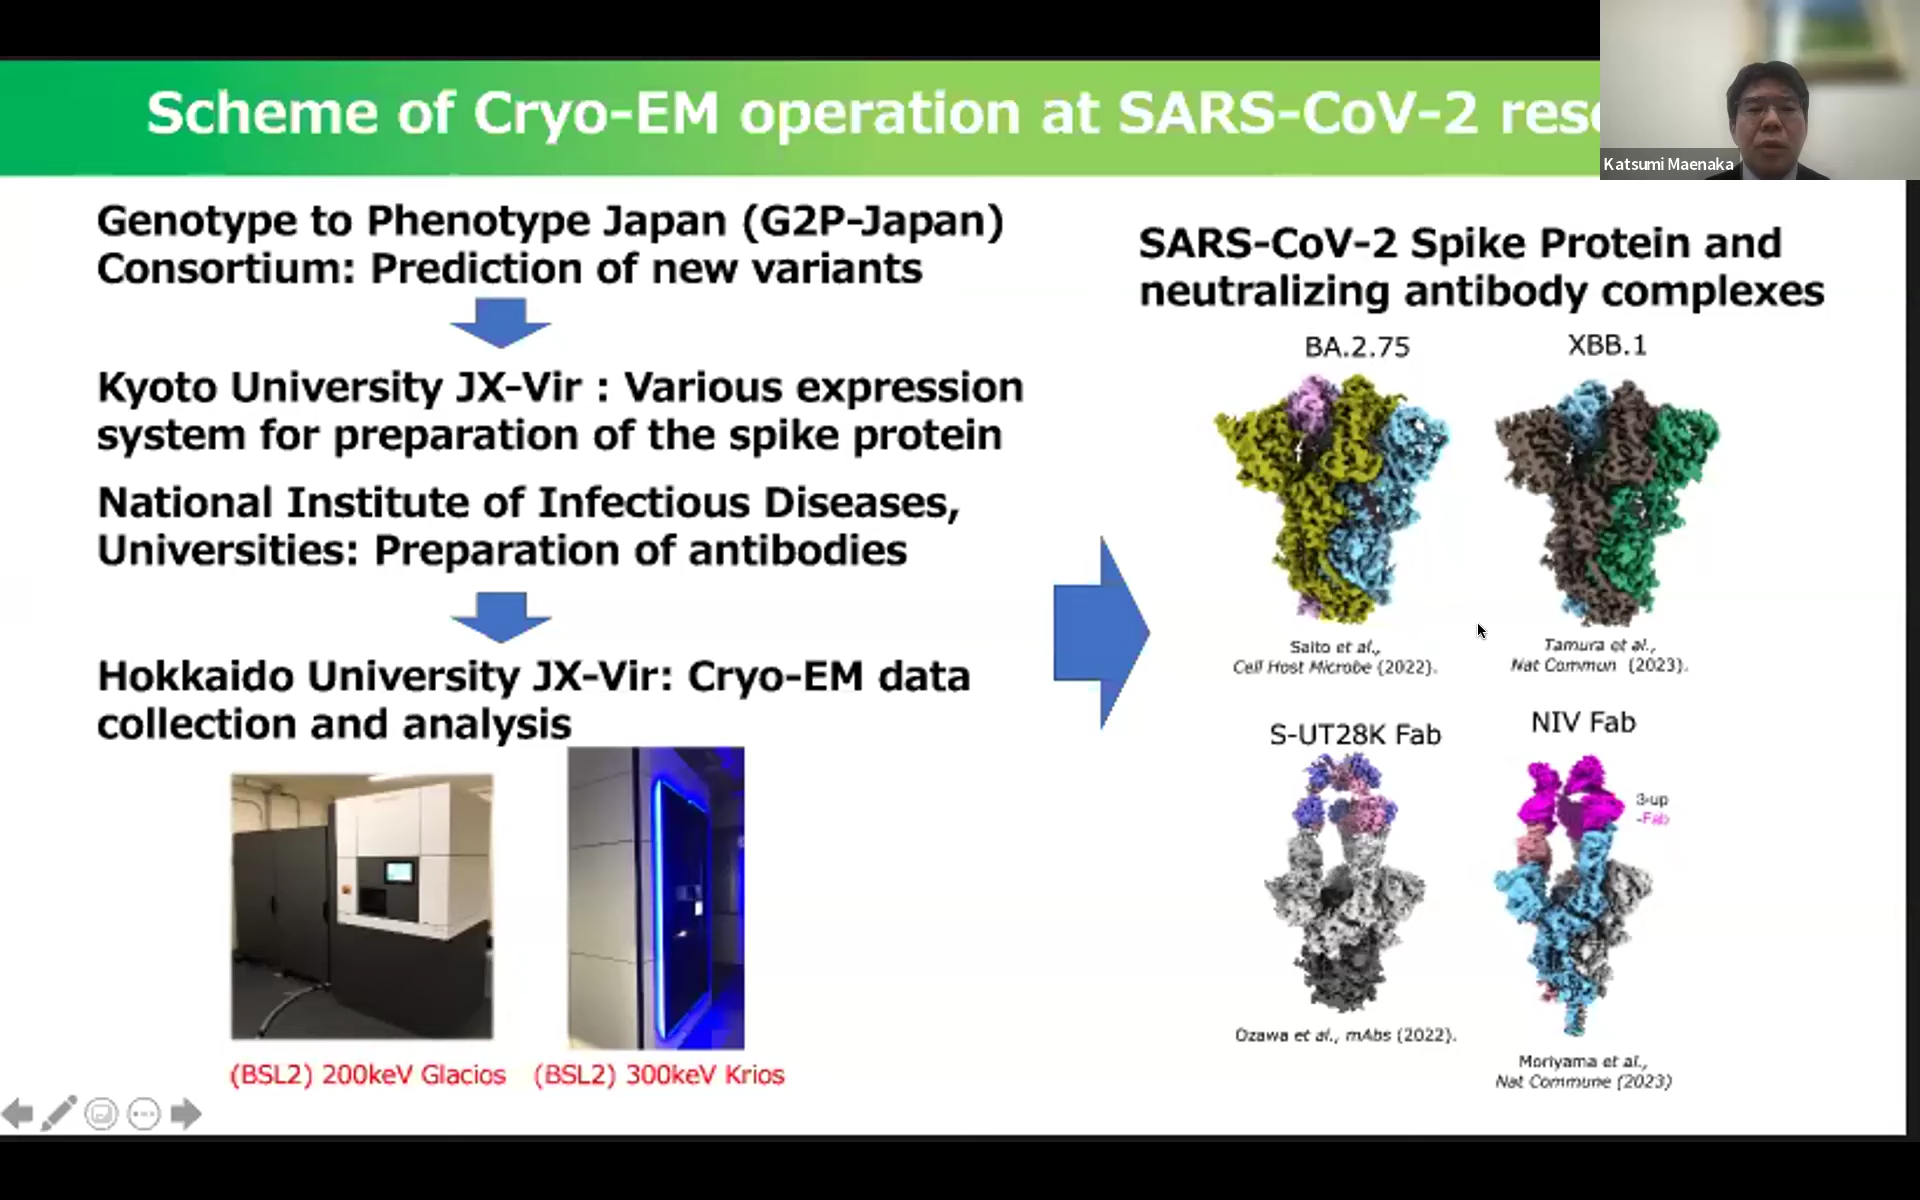 Scheme of Cryo-EM operation at SARS-CoV-2
Katsumi Maenaka
Genotype to Phenotype Japan (G2P-Japan)
Consortium: Prediction of new variants
Kyoto University JX-Vir : Various expression
system for preparation of the spike protein
National Institute of Infectious Diseases,
Universities: Preparation of antibodies
Hokkaido University JX-Vir: Cryo-EM data
collection and analysis
(BSL2) 200keV Glacios
(BSL2) 300keV Krios
SARS-CoV-2 Spike Protein and
neutralizing antibody complexes
BA.2.75
XBB.1
Saito et al.,
Cell Host Microbe (2022).
Tamura et al.,
Nat Commun (2023).
S-UT28K Fab
NIV Fab
3-up
-Fab
Ozawa et al., mAbs (2022).
Moriyama et al.,
Nat Commune (2023)